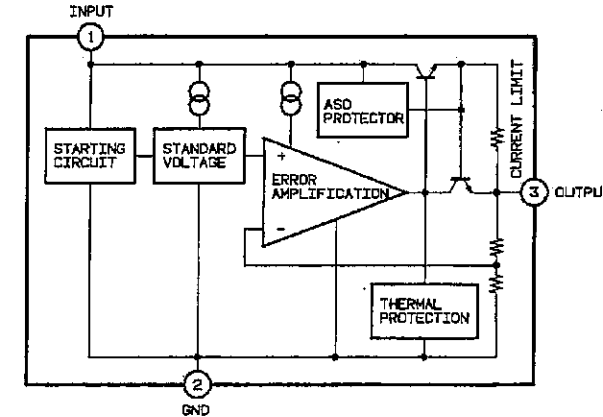 INPUT
1
ASO
PROTECTOR
CURRENT LIMIT
STARTING
CIRCUIT
STANDARD
VOLTAGE
+
ERROR
AMPLIFICATION
-
3
OUTPU
THERMAL
PROTECTION
2
GND